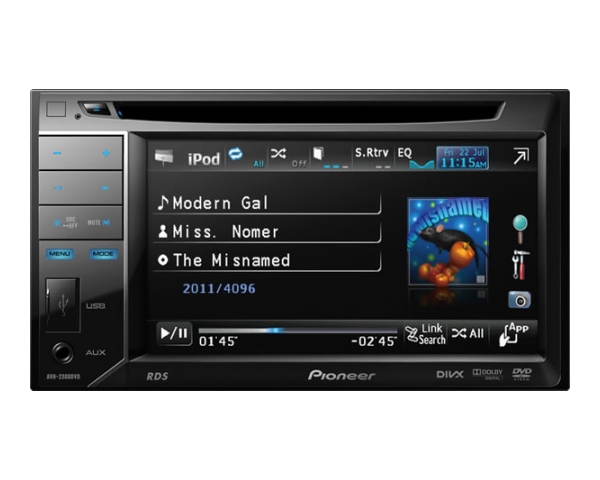 iPod All Off S.Rtrv EQ Fri 22 Jul
11:15AM
Modern Gal
Miss. Nomer
The Misnamed
2011/4096
01'45" -02'45"
Link
Search
All
APP
SRC
OFF
MUTE
MENU MODE
USB
AUX
AVH-2300DVD RDS Pioneer DIVX DOLBY
DIGITAL DVD
VIDEO